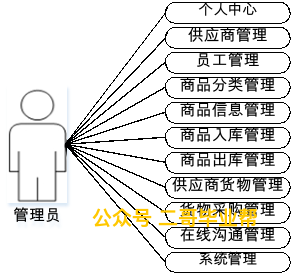 个人中心
供应商管理
员工管理
商品分类管理
商品信息管理
商品入库管理
商品出库管理
供应商货物管理
货物采购管理
在线沟通管理
系统管理
管理员
公众号 二哥毕业帮